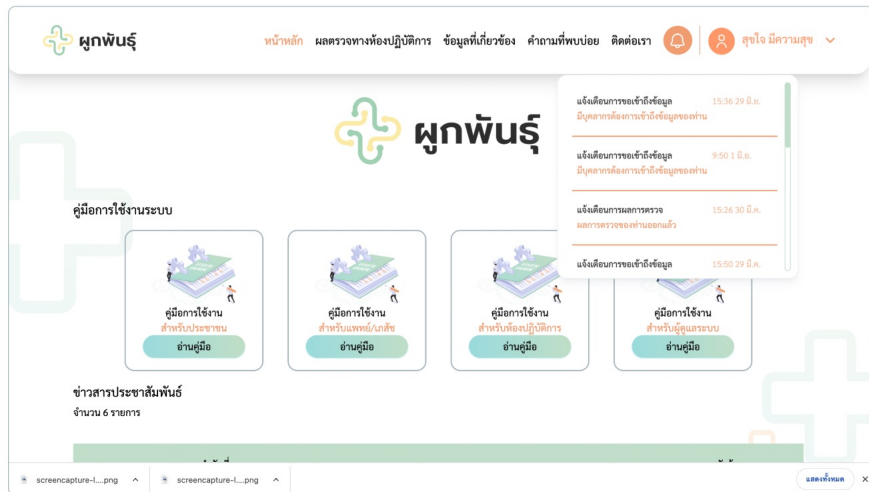 ผูกพันธุ์
หน้าหลัก ผลตรวจทางห้องปฏิบัติการ ข้อมูลที่เกี่ยวข้อง คำถามที่พบบ่อย ติดต่อเรา สุขใจ มีความสุข
แจ้งเตือนการขอเข้าถึงข้อมูล 15:36 29 มิ.ย.
มีบุคลากรต้องการเข้าถึงข้อมูลของท่าน
แจ้งเตือนการขอเข้าถึงข้อมูล 9:50 1 มิ.ย.
มีบุคลากรต้องการเข้าถึงข้อมูลของท่าน
แจ้งเตือนการผลการตรวจ 15:26 30 มี.ค.
ผลการตรวจของท่านออกแล้ว
แจ้งเตือนการขอเข้าถึงข้อมูล 15:50 29 มี.ค.
ผูกพันธุ์
คู่มือการใช้งานระบบ
คู่มือการใช้งาน
สำหรับประชาชน
อ่านคู่มือ
คู่มือการใช้งาน
สำหรับแพทย์/เภสัช
อ่านคู่มือ
คู่มือการใช้งาน
สำหรับห้องปฏิบัติการ
อ่านคู่มือ
คู่มือการใช้งาน
สำหรับผู้ดูแลระบบ
อ่านคู่มือ
ข่าวสารประชาสัมพันธ์
จำนวน 6 รายการ
screencapture-l....png screencapture-l....png แสดงทั้งหมด